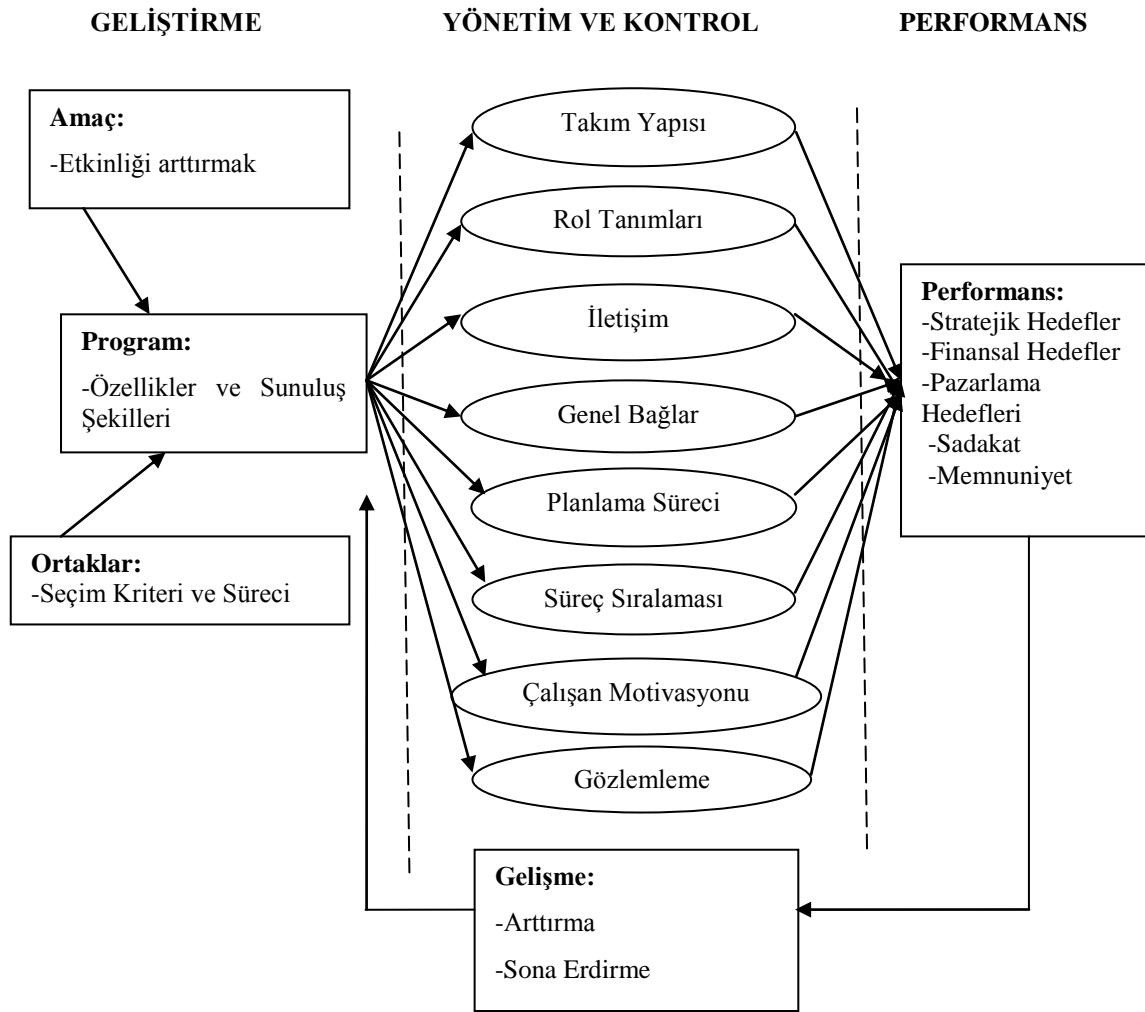 GELİŞTİRME
YÖNETİM VE KONTROL
PERFORMANS
Amaç:
-Etkinliği arttırmak
Program:
-Özellikler ve Sunuluş
Şekilleri
Ortaklar:
-Seçim Kriteri ve Süreci
Takım Yapısı
Rol Tanımları
İletişim
Genel Bağlar
Planlama Süreci
Süreç Sıralaması
Çalışan Motivasyonu
Gözlemleme
Performans:
-Stratejik Hedefler
-Finansal Hedefler
-Pazarlama
Hedefleri
-Sadakat
-Memnuniyet
Gelişme:
-Arttırma
-Sona Erdirme